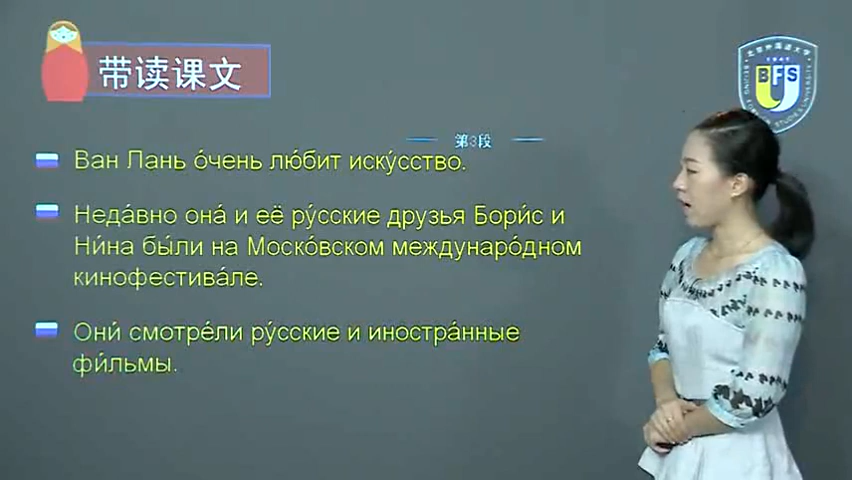 带读课文
第3段
Ван Лань о́чень лю́бит иску́сство.
Неда́вно она́ и её ру́сские друзья Бори́с и
Ни́на бы́ли на Моско́вском междунаро́дном
кинофестива́ле.
Они́ смотре́ли ру́сские и иностра́нные
фи́льмы.
BFSU